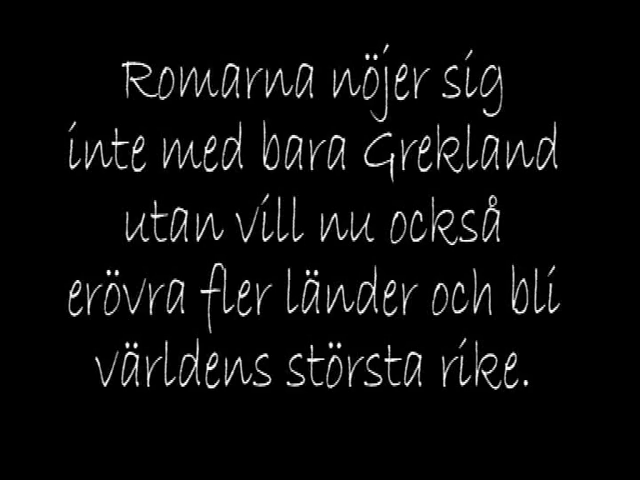 Romarna nöjer sig
inte med bara Grekland
utan vill nu också
erövra fler länder och bli
världens största rike.